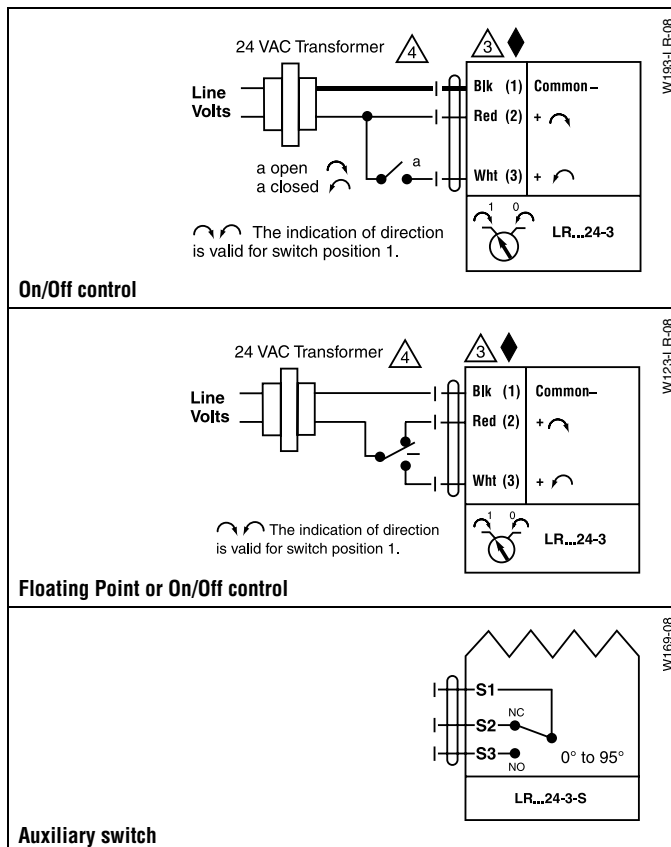 24 VAC Transformer
4
3
W193-LR-08
Line
Volts
Blk (1) Common –
Red (2) +
a
a open
a closed
Wht (3) +
1 0
LR...24-3
The indication of direction
is valid for switch position 1.
On/Off control
24 VAC Transformer
4
3
W123-LR-08
Line
Volts
Blk (1) Common–
Red (2) +
Wht (3) +
1 0
LR...24-3
The indication of direction
is valid for switch position 1.
Floating Point or On/Off control
W169-08
S1
NC
S2
S3
NO
0° to 95°
LR...24-3-S
Auxiliary switch